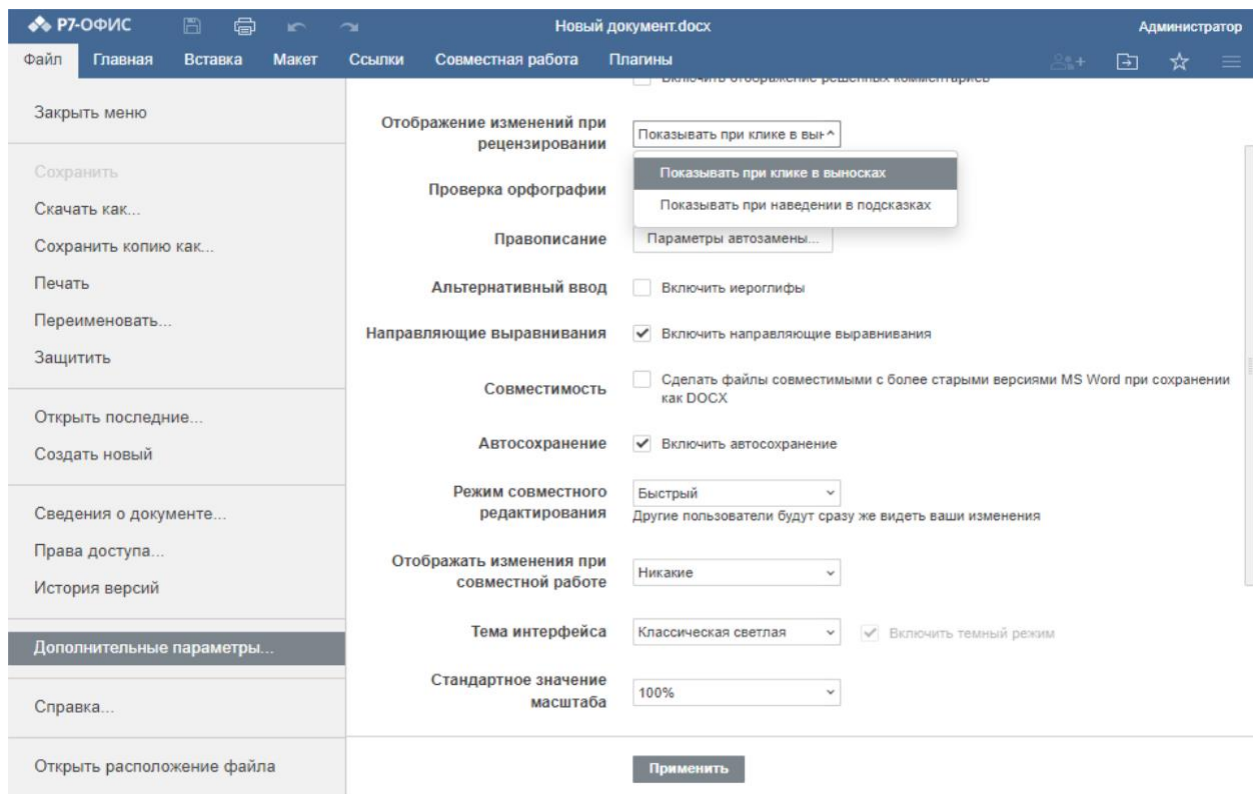 Р7-ОФИС
Новый документ.docx
Администратор
Файл Главная Вставка Макет Ссылки Совместная работа Плагины
Закрыть меню
Сохранить
Скачать как...
Сохранить копию как...
Печать
Переименовать...
Защитить
Открыть последние...
Создать новый
Сведения о документе...
Права доступа...
История версий
Дополнительные параметры...
Справка...
Открыть расположение файла
Включить отображение решенных комментариев
Отображение изменений при
рецензировании
Показывать при клике в вын
Показывать при клике в выносках
Показывать при наведении в подсказках
Проверка орфографии
Правописание
Параметры автозамены...
Альтернативный ввод
Включить иероглифы
Направляющие выравнивания
Включить направляющие выравнивания
Совместимость
Сделать файлы совместимыми с более старыми версиями MS Word при сохранении
как DOCX
Автосохранение
Включить автосохранение
Режим совместного
редактирования
Быстрый
Другие пользователи будут сразу же видеть ваши изменения
Отображать изменения при
совместной работе
Никакие
Тема интерфейса
Классическая светлая
Включить темный режим
Стандартное значение
масштаба
100%
Применить